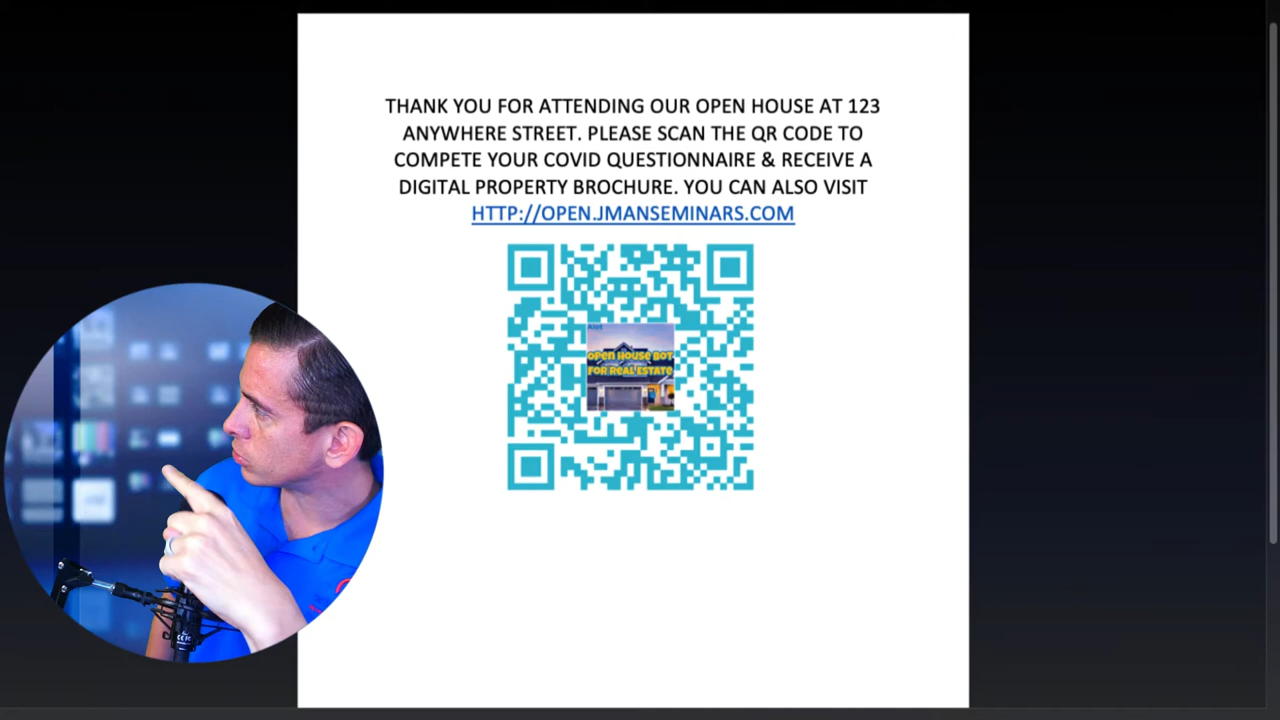 THANK YOU FOR ATTENDING OUR OPEN HOUSE AT 123
ANYWHERE STREET. PLEASE SCAN THE QR CODE TO
COMPETE YOUR COVID QUESTIONNAIRE & RECEIVE A
DIGITAL PROPERTY BROCHURE. YOU CAN ALSO VISIT
HTTP://OPEN.JMANSEMINARS.COM
OPEN HOUSE BOT
FOR REAL ESTATE